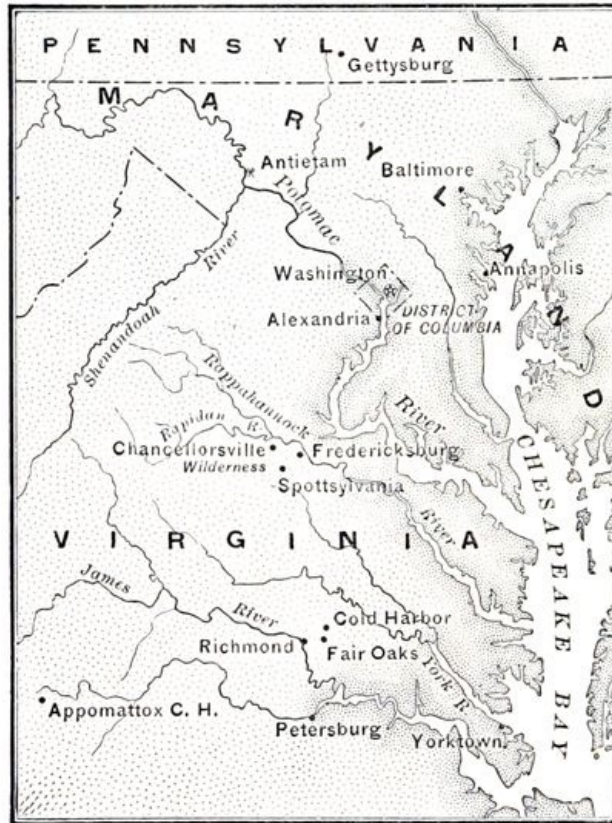 PENNSYLVANIA
Gettysburg
MARYLAND
Antietam
Baltimore
Potomac
River
Washington
Annapolis
Alexandria
DISTRICT
OF COLUMBIA
Shenandoah
River
Rappahannock
River
Rapidan R.
Chancellorsville
Fredericksburg
Wilderness
Spottsylvania
CHESAPEAKE BAY
VIRGINIA
James
River
Cold Harbor
Richmond
Fair Oaks
York R.
Appomattox C. H.
Petersburg
Yorktown